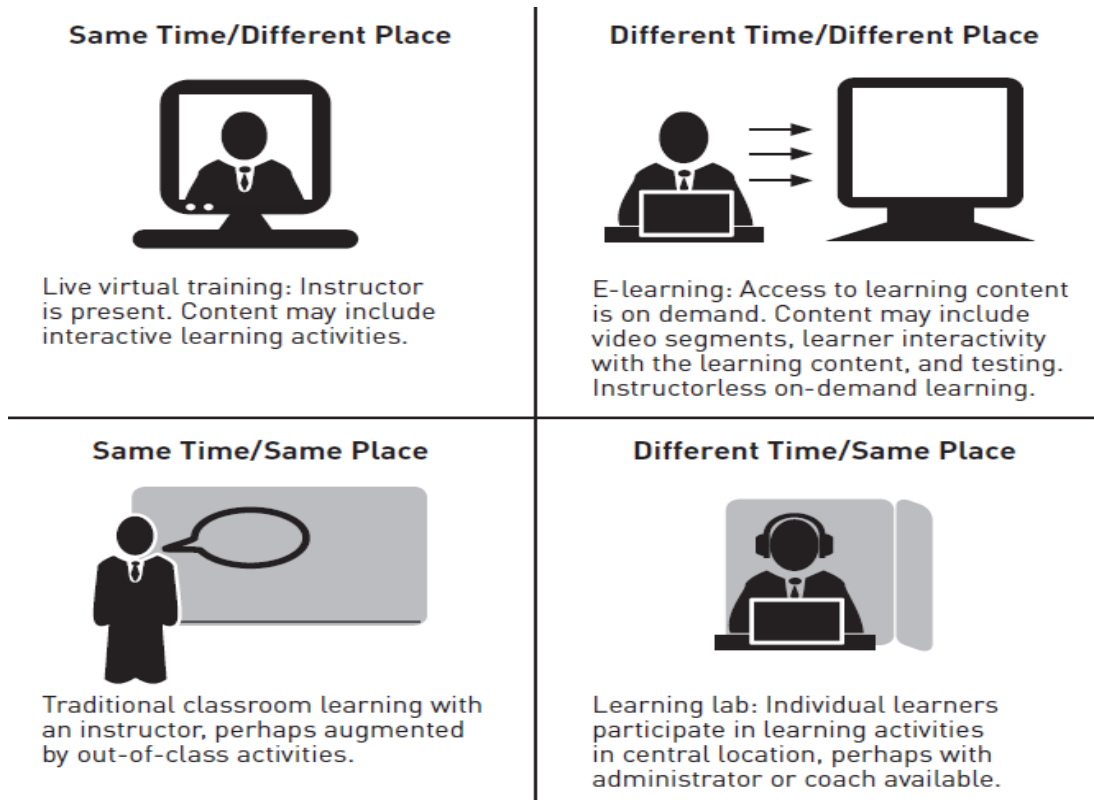 Same Time/Different Place
Live virtual training: Instructor
is present. Content may include
interactive learning activities.
Different Time/Different Place
E-learning: Access to learning content
is on demand. Content may include
video segments, learner interactivity
with the learning content, and testing.
Instructorless on-demand learning.
Same Time/Same Place
Traditional classroom learning with
an instructor, perhaps augmented
by out-of-class activities.
Different Time/Same Place
Learning lab: Individual learners
participate in learning activities
in central location, perhaps with
administrator or coach available.